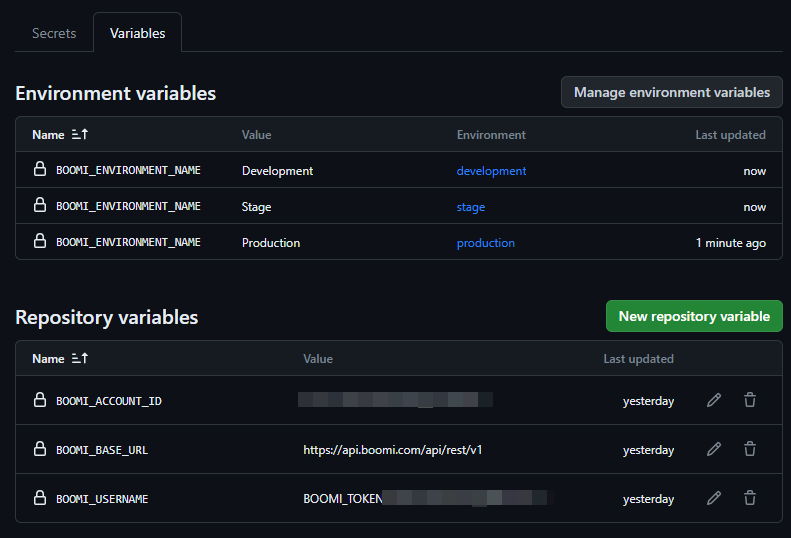 Secrets Variables
Environment variables Manage environment variables
Name Value Environment Last updated
BOOMI_ENVIRONMENT_NAME Development development now
BOOMI_ENVIRONMENT_NAME Stage stage now
BOOMI_ENVIRONMENT_NAME Production production 1 minute ago
Repository variables New repository variable
Name Value Last updated
BOOMI_ACCOUNT_ID yesterday
BOOMI_BASE_URL https://api.boomi.com/api/rest/v1 yesterday
BOOMI_USERNAME BOOMI_TOKEN yesterday